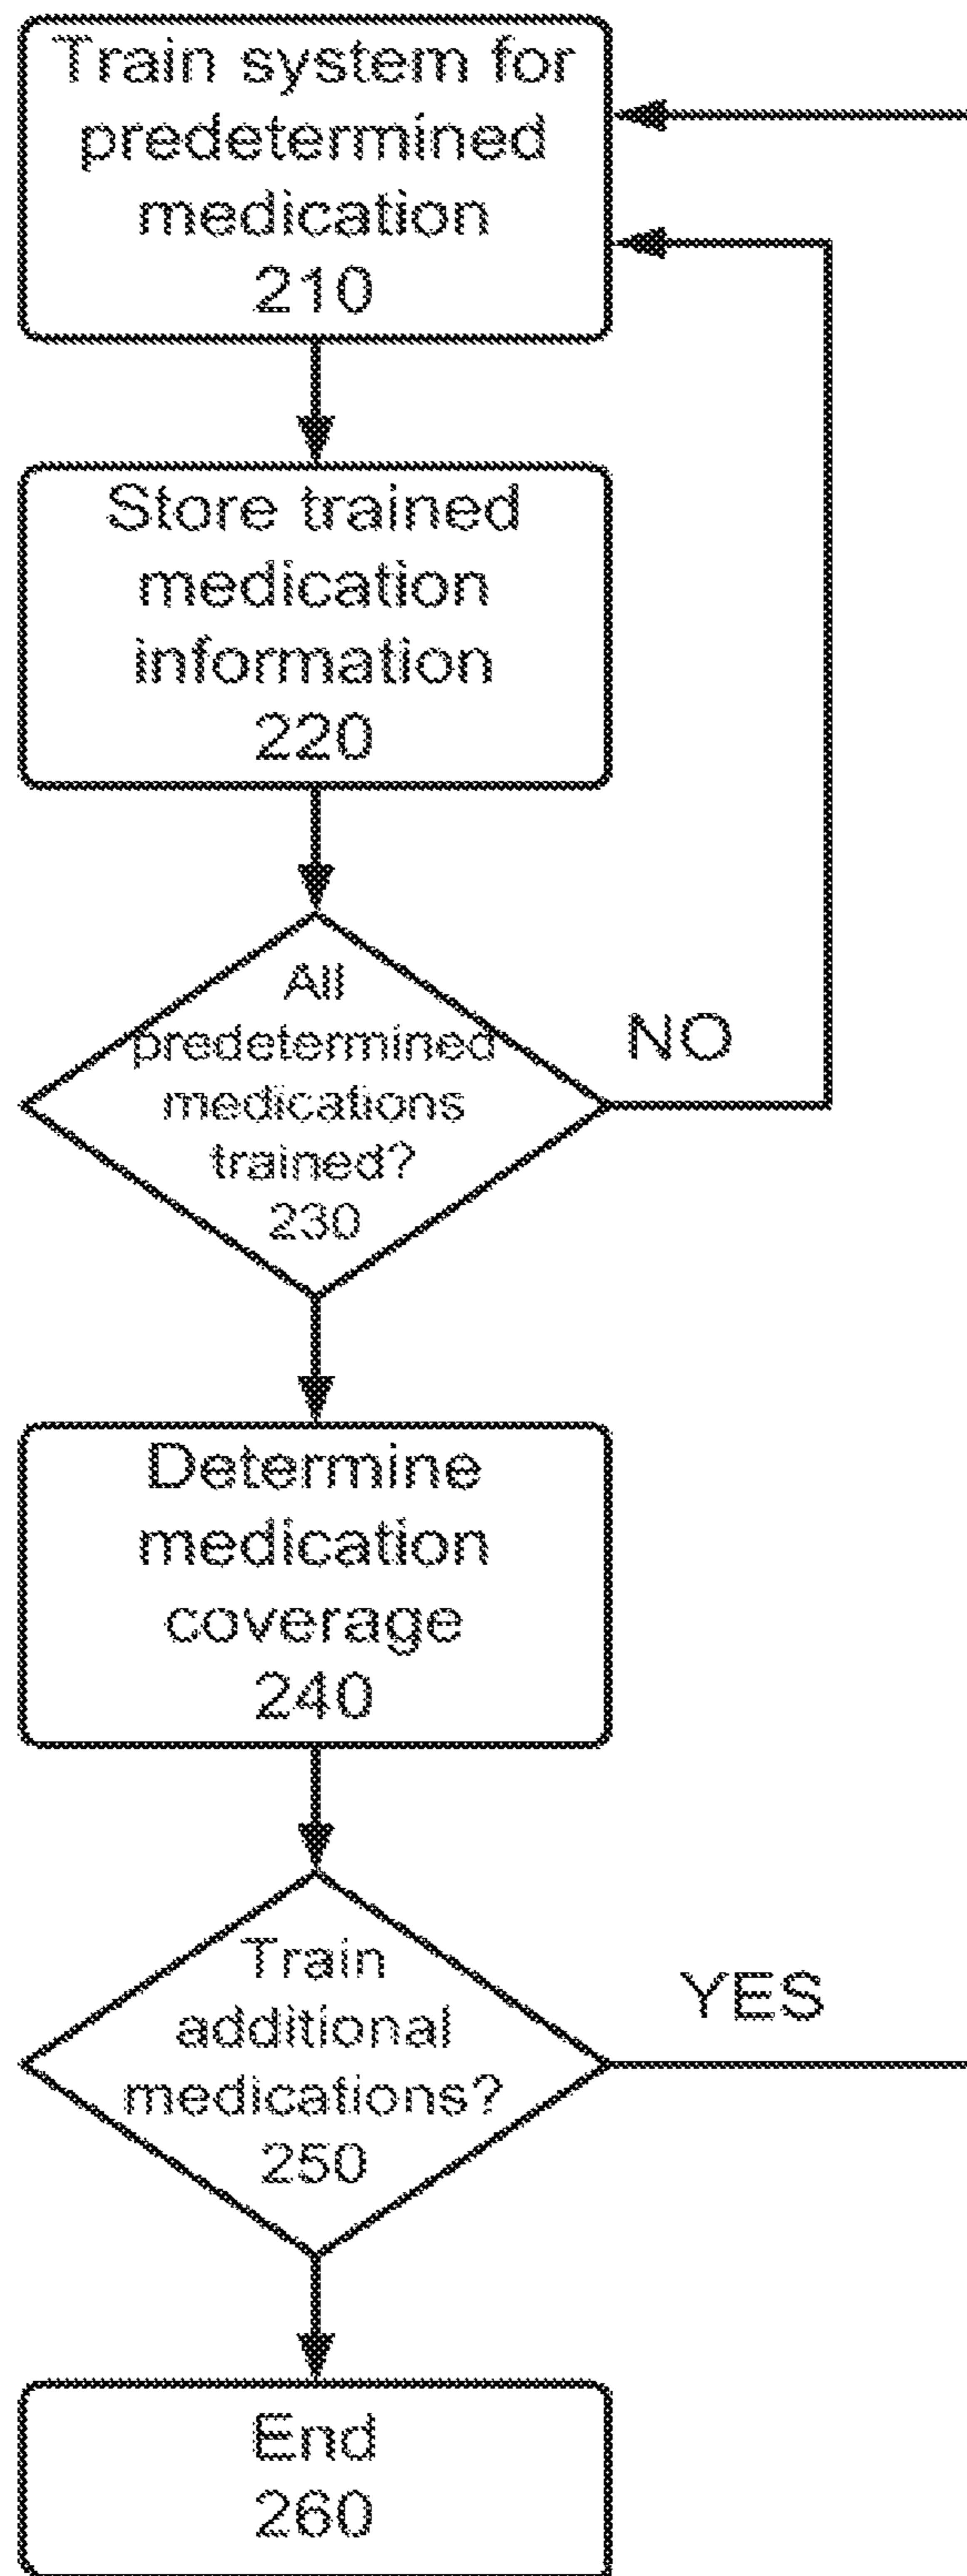 Train system for
predetermined
medication
210
Store trained
medication
information
220
All
predetermined
medications
trained?
230
NO
Determine
medication
coverage
240
Train
additional
medications?
250
YES
End
260